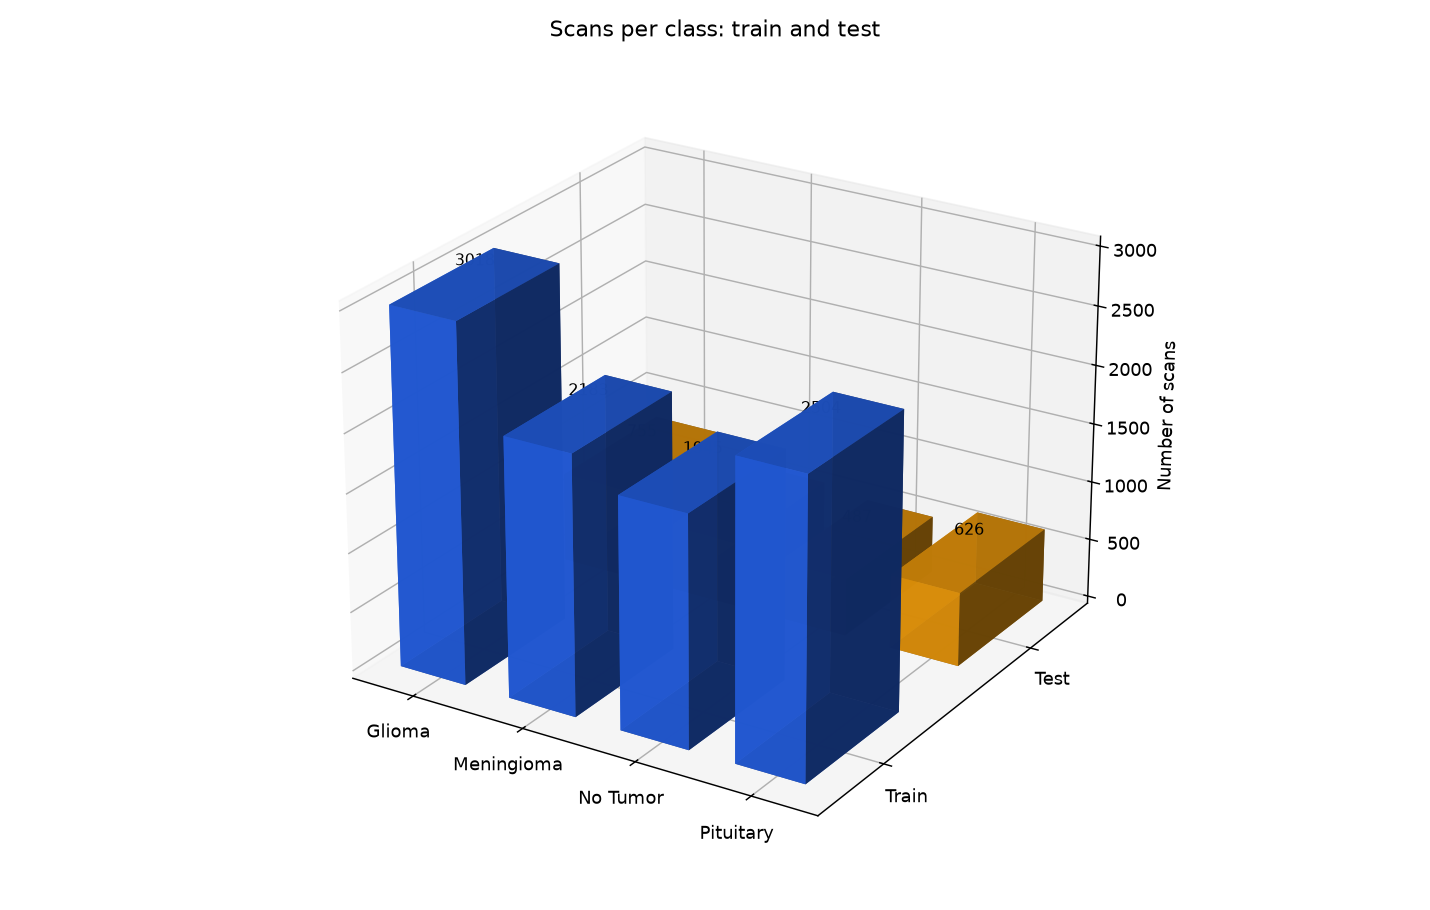 Scans per class: train and test
626
3000
2500
2000
1500
1000
500
0
Number of scans
Glioma
Meningioma
No Tumor
Pituitary
Train
Test